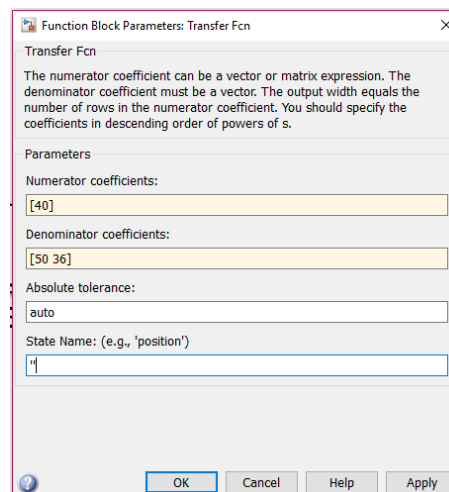 Function Block Parameters: Transfer Fcn
Transfer Fcn
The numerator coefficient can be a vector or matrix expression. The
denominator coefficient must be a vector. The output width equals the
number of rows in the numerator coefficient. You should specify the
coefficients in descending order of powers of s.
Parameters
Numerator coefficients:
[40]
Denominator coefficients:
[50 36]
Absolute tolerance:
auto
State Name: (e.g., 'position')
''
OK Cancel Help Apply